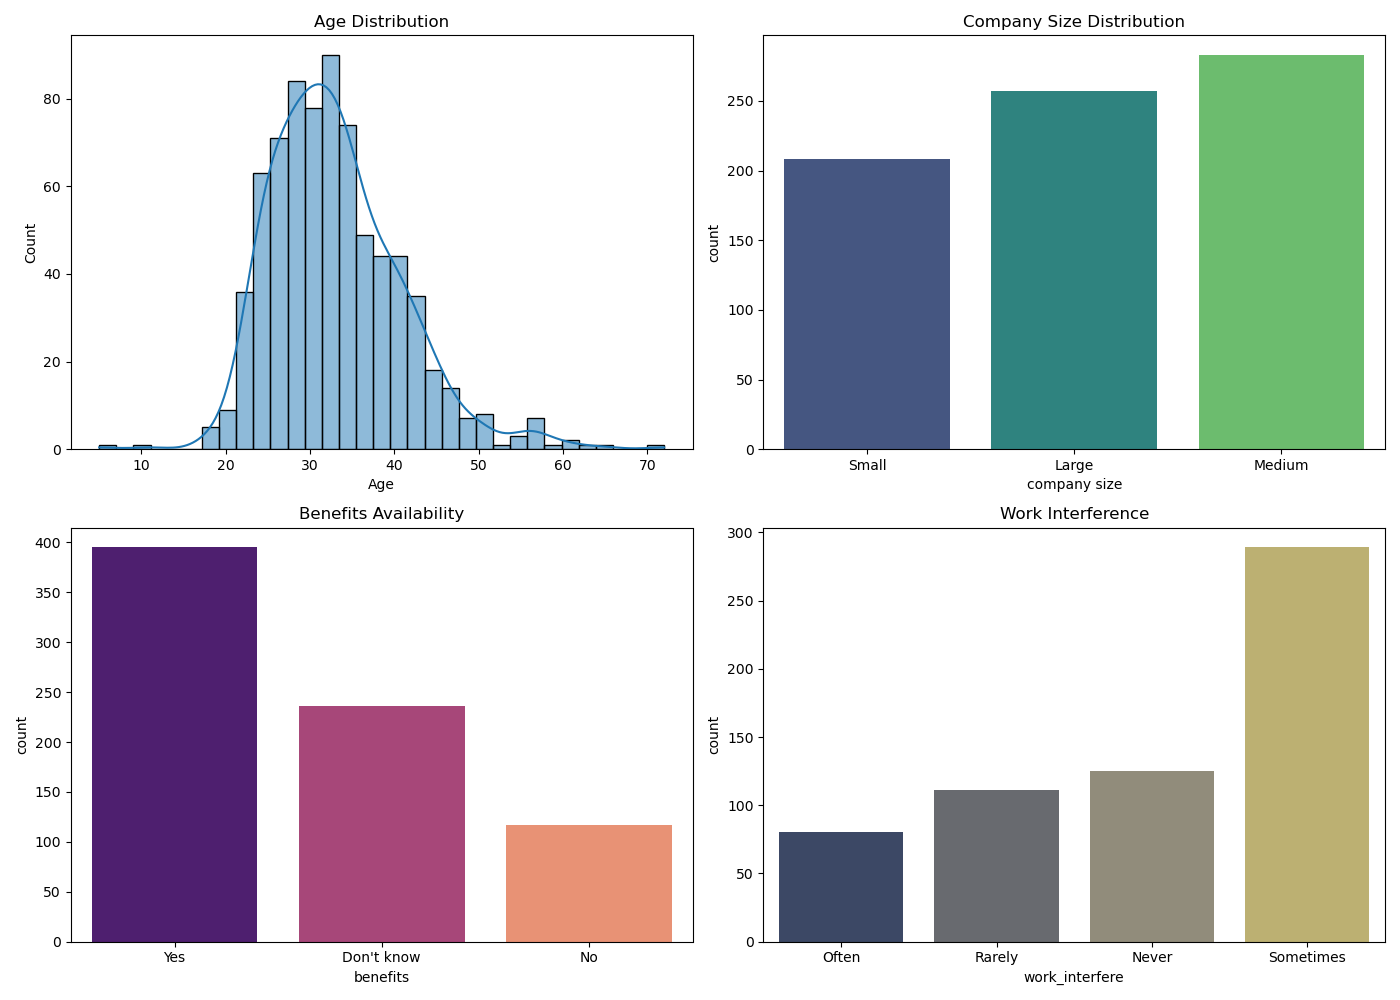 Age Distribution
Count
80
60
40
20
0
10 20 30 40 50 60 70
Age
Company Size Distribution
count
250
200
150
100
50
0
Small Large Medium
company size
Benefits Availability
count
400
350
300
250
200
150
100
50
0
Yes Don't know No
benefits
Work Interference
count
300
250
200
150
100
50
0
Often Rarely Never Sometimes
work_interfere